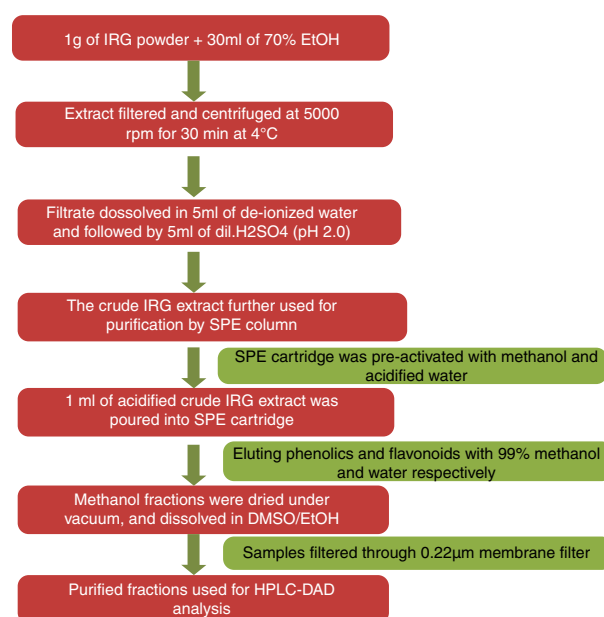 1g of IRG powder + 30ml of 70% EtOH
Extract filtered and centrifuged at 5000
rpm for 30 min at 4°C
Filtrate dossolved in 5ml of de-ionized water
and followed by 5ml of dil.H2SO4 (pH 2.0)
The crude IRG extract further used for
purification by SPE column
SPE cartridge was pre-activated with methanol and
acidified water
1 ml of acidified crude IRG extract was
poured into SPE cartridge
Eluting phenolics and flavonoids with 99% methanol
and water respectively
Methanol fractions were dried under
vacuum, and dissolved in DMSO/EtOH
Samples filtered through 0.22µm membrane filter
Purified fractions used for HPLC-DAD
analysis